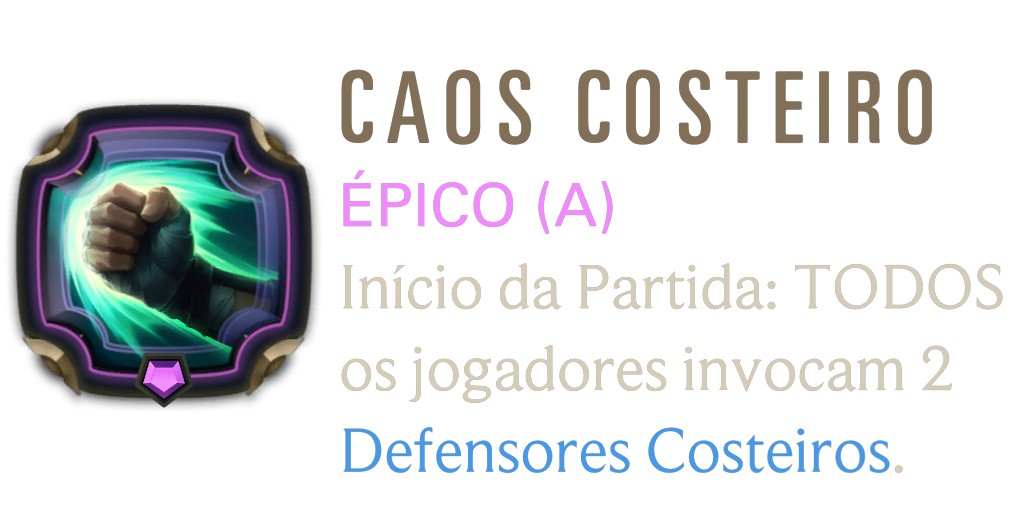 CAOS COSTEIRO
ÉPICO (A)
Início da Partida: TODOS
os jogadores invocam 2
Defensores Costeiros.